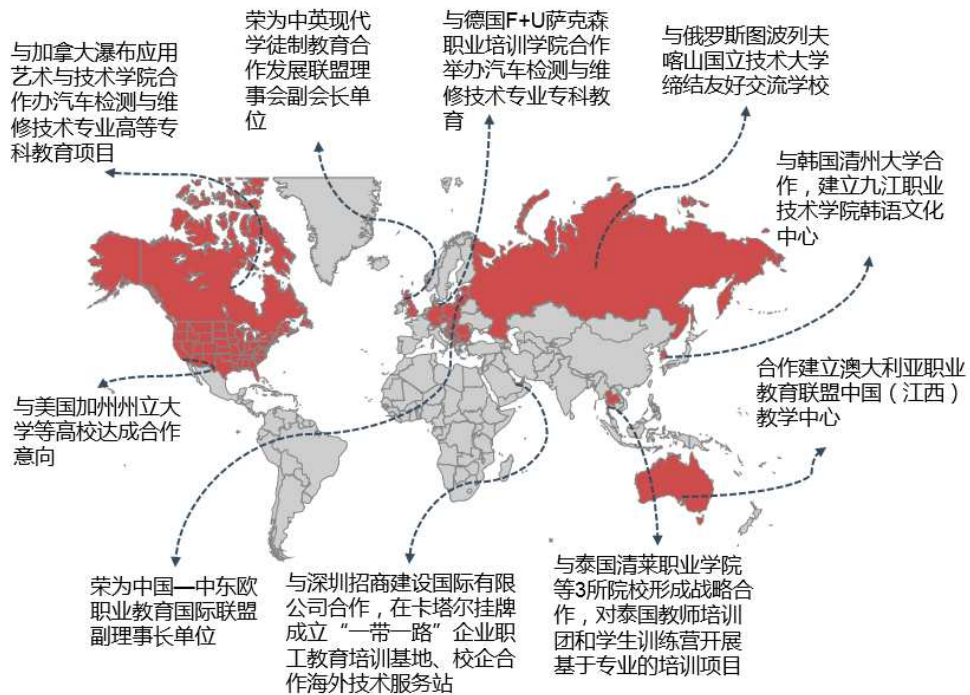 与加拿大瀑布应用
艺术与技术学院合
作办汽车检测与维
修技术专业高等专
科教育项目
荣为中英现代
学徒制教育合
作发展联盟理
事会副会长单
位
与德国F+U萨克森
职业培训学院合作
举办汽车检测与维
修技术专业专科教
育
与俄罗斯图波列夫
喀山国立技术大学
缔结友好交流学校
与韩国清州大学合
作，建立九江职业
技术学院韩语文化
中心
合作建立澳大利亚职业
教育联盟中国（江西）
教学中心
与美国加州州立大
学等高校达成合作
意向
荣为中国—中东欧
职业教育国际联盟
副理事长单位
与深圳招商建设国际有限
公司合作，在卡塔尔挂牌
成立“一带一路”企业职
工教育培训基地、校企合
作海外技术服务站
与泰国清莱职业学院
等3所院校形成战略合
作，对泰国教师培训
团和学生训练营开展
基于专业的培训项目